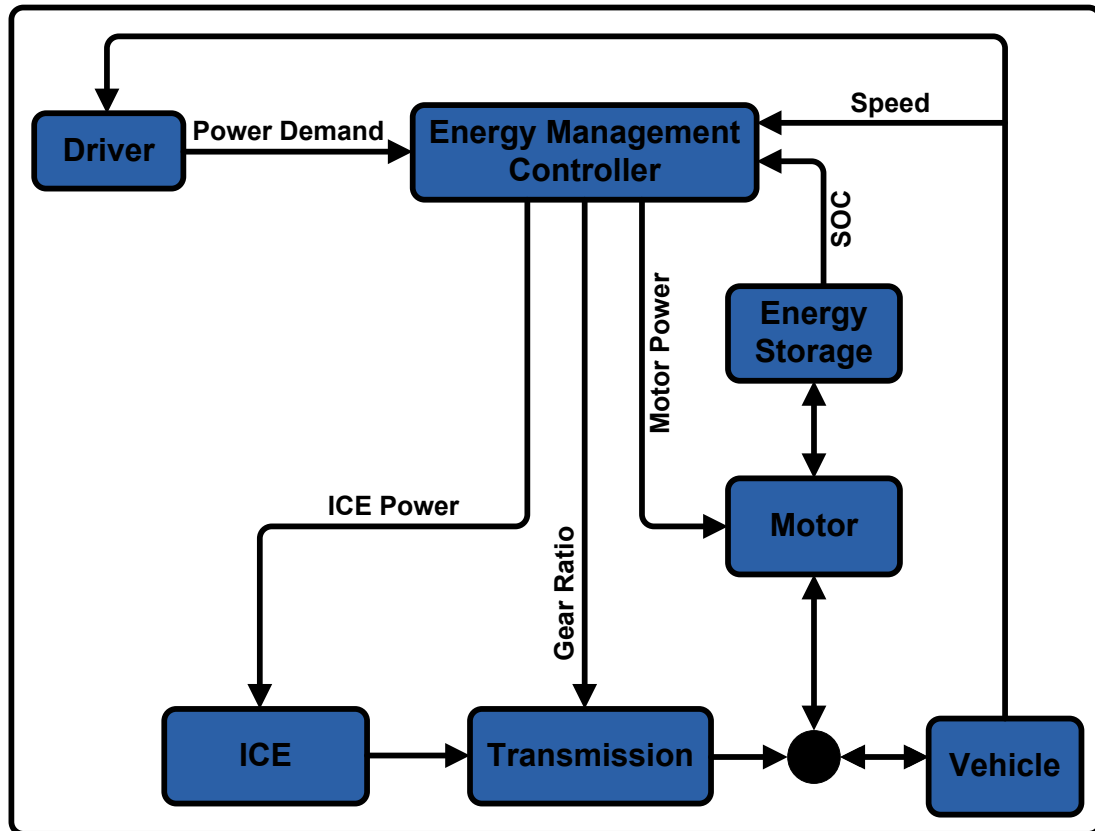 Speed
Driver
Power Demand
Energy Management
Controller
SOC
Motor Power
Energy
Storage
ICE Power
Gear Ratio
Motor
ICE
Transmission
Vehicle